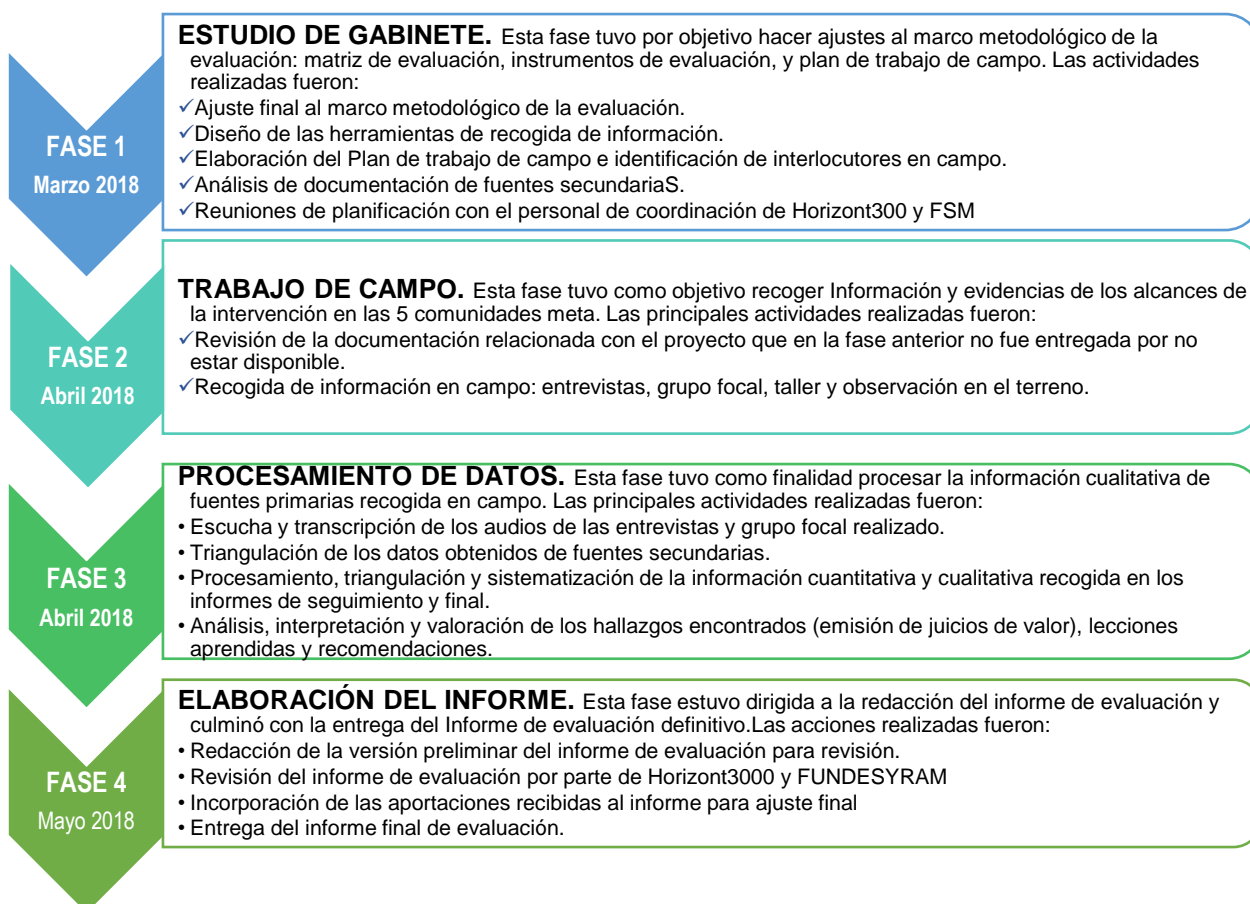 FASE 1
Marzo 2018
ESTUDIO DE GABINETE. Esta fase tuvo por objetivo hacer ajustes al marco metodológico de la
evaluación: matriz de evaluación, instrumentos de evaluación, y plan de trabajo de campo. Las actividades
realizadas fueron:
✓Ajuste final al marco metodológico de la evaluación.
✓Diseño de las herramientas de recogida de información.
✓Elaboración del Plan de trabajo de campo e identificación de interlocutores en campo.
✓Análisis de documentación de fuentes secundariaS.
✓Reuniones de planificación con el personal de coordinación de Horizont300 y FSM
FASE 2
Abril 2018
TRABAJO DE CAMPO. Esta fase tuvo como objetivo recoger Información y evidencias de los alcances de
la intervención en las 5 comunidades meta. Las principales actividades realizadas fueron:
✓Revisión de la documentación relacionada con el proyecto que en la fase anterior no fue entregada por no
estar disponible.
✓Recogida de información en campo: entrevistas, grupo focal, taller y observación en el terreno.
FASE 3
Abril 2018
PROCESAMIENTO DE DATOS. Esta fase tuvo como finalidad procesar la información cualitativa de
fuentes primarias recogida en campo. Las principales actividades realizadas fueron:
• Escucha y transcripción de los audios de las entrevistas y grupo focal realizado.
• Triangulación de los datos obtenidos de fuentes secundarias.
• Procesamiento, triangulación y sistematización de la información cuantitativa y cualitativa recogida en los
informes de seguimiento y final.
• Análisis, interpretación y valoración de los hallazgos encontrados (emisión de juicios de valor), lecciones
aprendidas y recomendaciones.
FASE 4
Mayo 2018
ELABORACIÓN DEL INFORME. Esta fase estuvo dirigida a la redacción del informe de evaluación y
culminó con la entrega del Informe de evaluación definitivo.Las acciones realizadas fueron:
• Redacción de la versión preliminar del informe de evaluación para revisión.
• Revisión del informe de evaluación por parte de Horizont3000 y FUNDESYRAM
• Incorporación de las aportaciones recibidas al informe para ajuste final
• Entrega del informe final de evaluación.